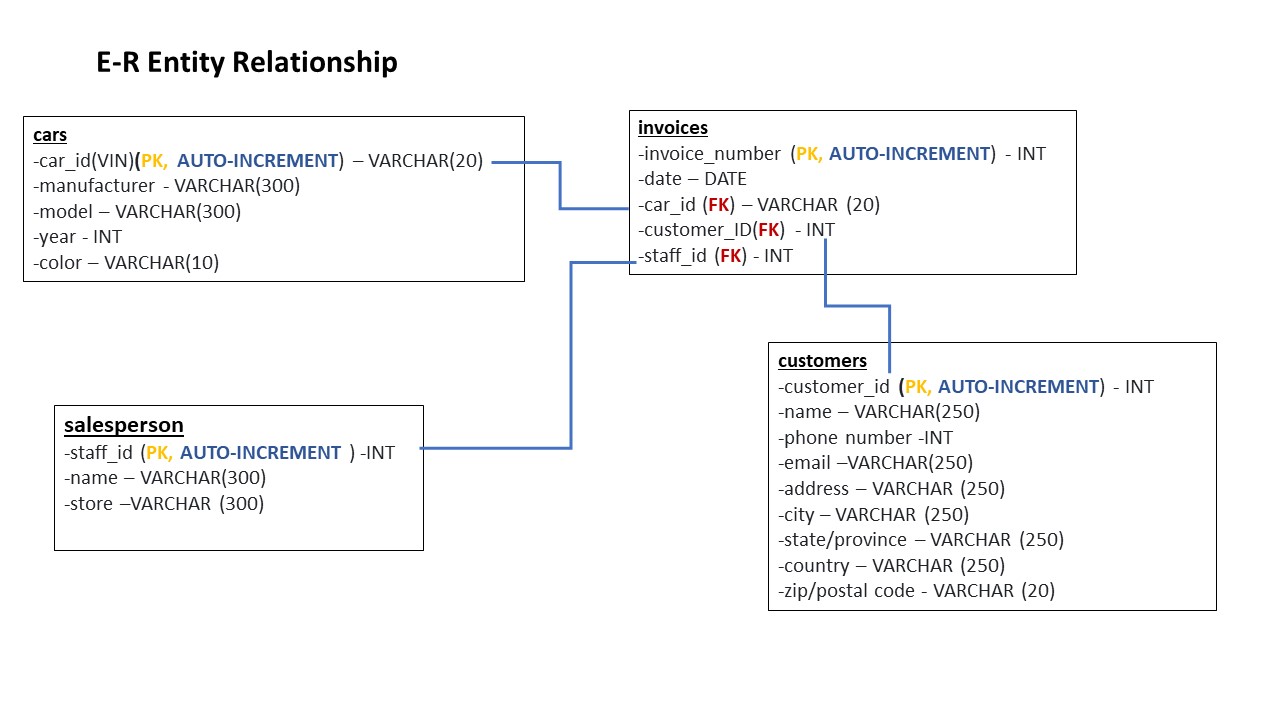 E-R Entity Relationship
cars
-car_id(VIN)(PK, AUTO-INCREMENT) – VARCHAR(20)
-manufacturer - VARCHAR(300)
-model – VARCHAR(300)
-year - INT
-color – VARCHAR(10)
invoices
-invoice_number (PK, AUTO-INCREMENT) - INT
-date – DATE
-car_id (FK) – VARCHAR (20)
-customer_ID(FK) - INT
-staff_id (FK) - INT
salesperson
-staff_id (PK, AUTO-INCREMENT ) -INT
-name – VARCHAR(300)
-store –VARCHAR (300)
customers
-customer_id (PK, AUTO-INCREMENT) - INT
-name – VARCHAR(250)
-phone number -INT
-email –VARCHAR(250)
-address – VARCHAR (250)
-city – VARCHAR (250)
-state/province – VARCHAR (250)
-country – VARCHAR (250)
-zip/postal code - VARCHAR (20)